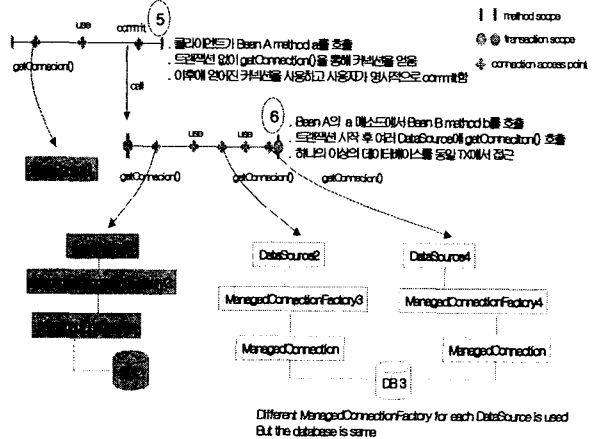 use
commit
5
method scope
transaction scope
connection access point
getConnecion()
. 클라이언트가 Bean A method a를 호출
. 트랜잭션 없이 getConnection()을 통해 커넥션을 얻음
. 이후에 얻어진 커넥션을 사용하고 사용자가 명시적으로 commit함
call
6
. Bean A의 a 메소드에서 Bean B method b를 호출
. 트랜잭션 시작 후 여러 DataSource에 getConneciton() 호출
. 하나의 이상의 데이터베이스를 동일 TX에서 접근
use
use
getConnecion()
getConnecion()
getConnecion()
DataSource2
DataSource4
ManagedConnectionFactory3
ManagedConnectionFactory4
ManagedConnection
ManagedConnection
DB 3
Different ManagedConnectionFactory for each DataSource is used
But the database is same